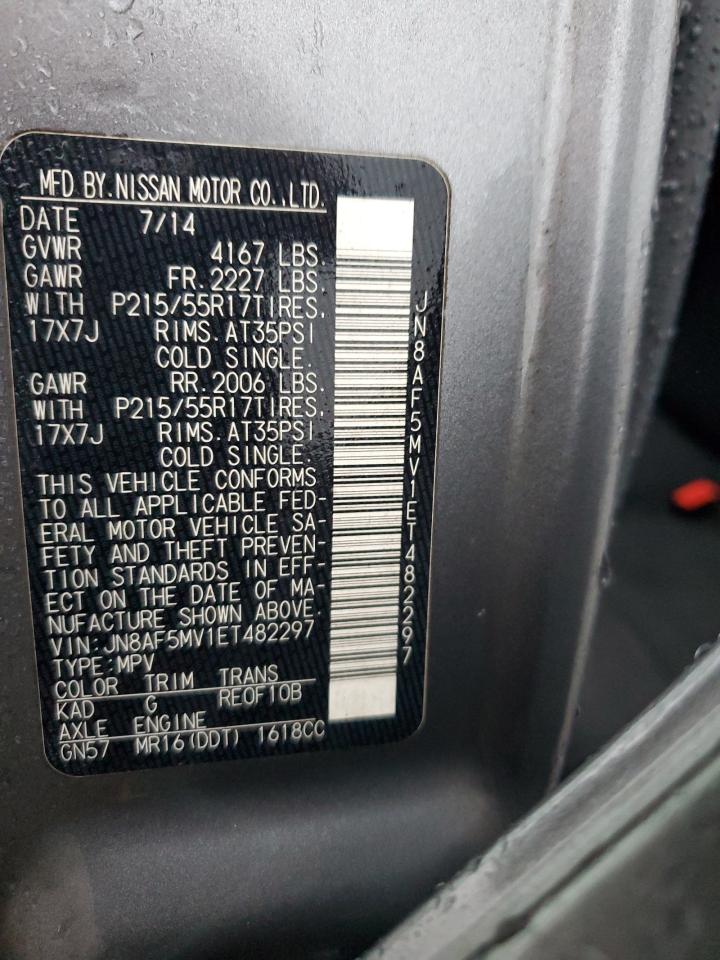 MFD BY.NISSAN MOTOR CO.,LTD.
DATE 7/14
GVWR 4167 LBS.
GAWR FR.2227 LBS.
WITH P215/55R17TIRES,
17X7J RIMS.AT35PSI
COLD SINGLE.
GAWR RR.2006 LBS.
WITH P215/55R17TIRES,
17X7J RIMS.AT35PSI
COLD SINGLE.
THIS VEHICLE CONFORMS
TO ALL APPLICABLE FED-
ERAL MOTOR VEHICLE SA-
FETY AND THEFT PREVEN-
TION STANDARDS IN EFF-
ECT ON THE DATE OF MA-
NUFACTURE SHOWN ABOVE.
VIN:JN8AF5MV1ET482297
TYPE:MPV
COLOR TRIM TRANS
KAD G REOF10B
AXLE ENGINE
GN57 MR16(DDT) 1618CC
JN8AF5MV1ET482297